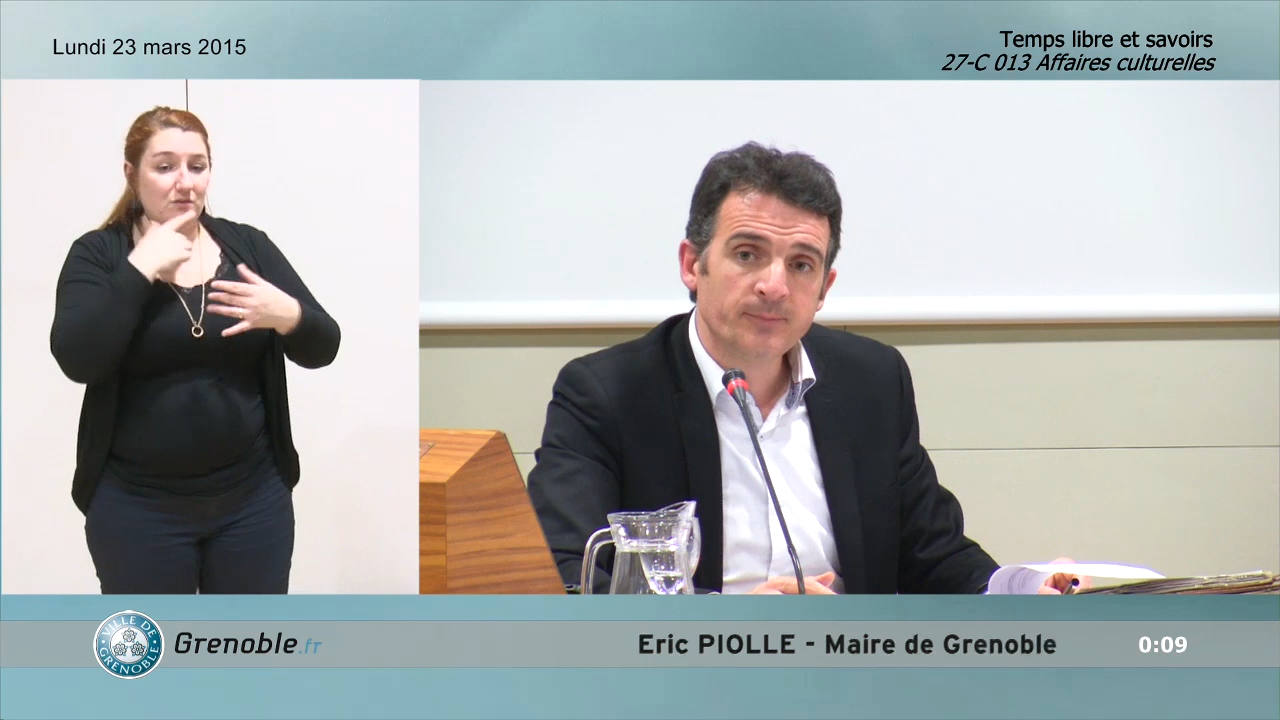 Lundi 23 mars 2015
Temps libre et savoirs
27-C 013 Affaires culturelles
VILLE DE GRENOBLE
Grenoble.fr
Eric PIOLLE - Maire de Grenoble
0:09